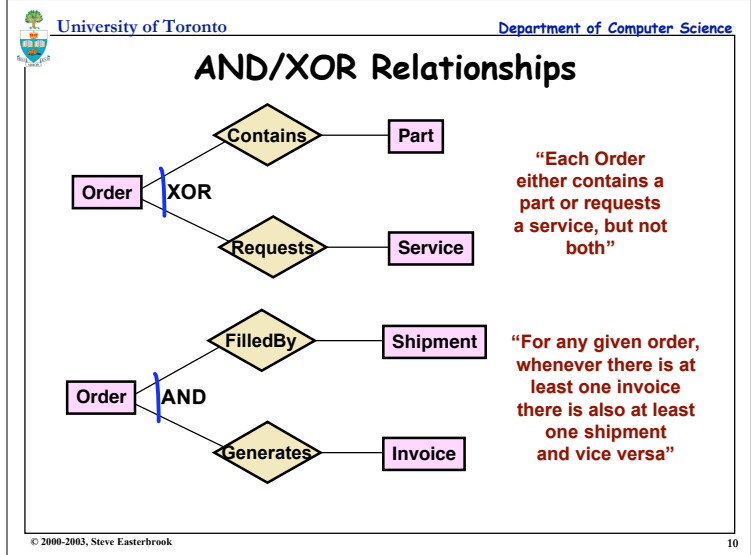 University of Toronto
Department of Computer Science
AND/XOR Relationships
Contains
Part
Order
XOR
Requests
Service
“Each Order
either contains a
part or requests
a service, but not
both”
FilledBy
Shipment
Order
AND
Generates
Invoice
“For any given order,
whenever there is at
least one invoice
there is also at least
one shipment
and vice versa”
© 2000-2003, Steve Easterbrook
10